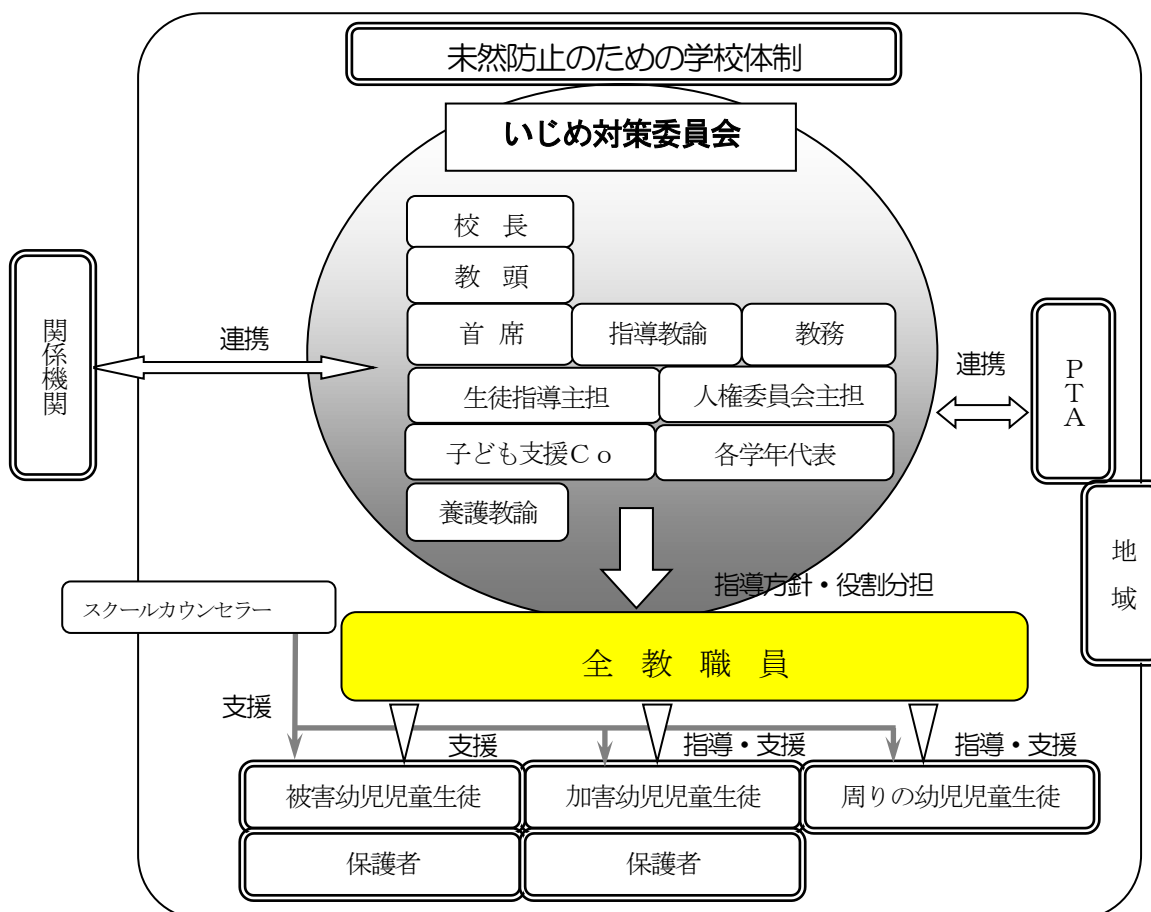 未然防止のための学校体制
いじめ対策委員会
校　長
教　頭
首　席
指導教諭
教務
生徒指導主担
人権委員会主担
子ども支援Ｃｏ
各学年代表
養護教諭
関係機関
連携
連携
ＰＴＡ
地域
指導方針・役割分担
スクールカウンセラー
全　教　職　員
支援
支援
指導・支援
指導・支援
被害幼児児童生徒
加害幼児児童生徒
周りの幼児児童生徒
保護者
保護者